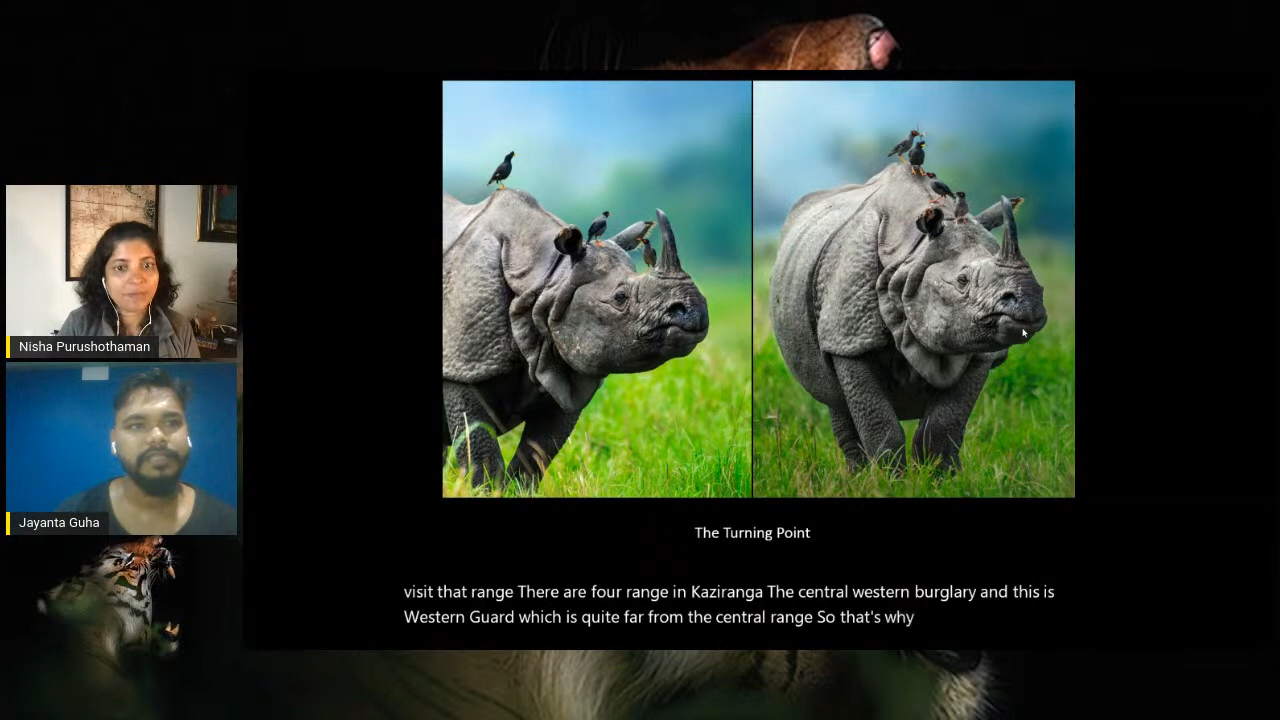 Nisha Purushothaman
Jayanta Guha
The Turning Point
visit that range There are four range in Kaziranga The central western burglary and this is
Western Guard which is quite far from the central range So that's why